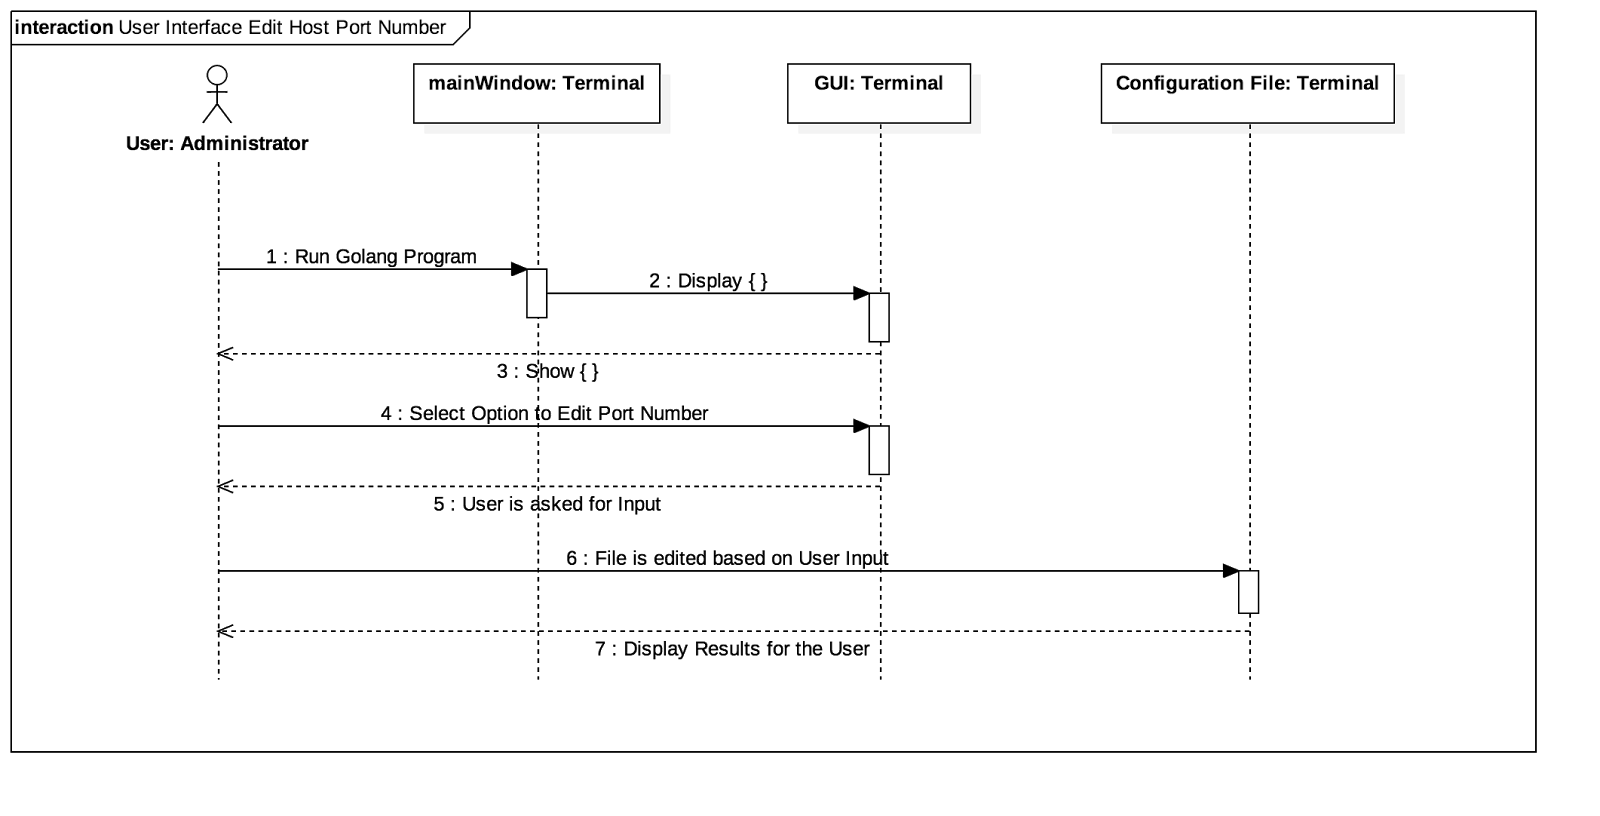 interaction User Interface Edit Host Port Number
User: Administrator
mainWindow: Terminal
GUI: Terminal
Configuration File: Terminal
1 : Run Golang Program
2 : Display { }
3 : Show { }
4 : Select Option to Edit Port Number
5 : User is asked for Input
6 : File is edited based on User Input
7 : Display Results for the User